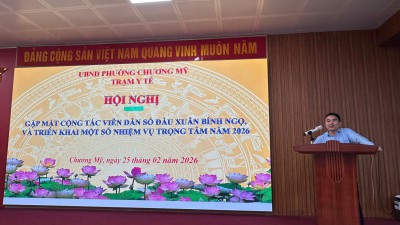 ĐẢNG CỘNG SẢN VIỆT NAM QUANG VINH MUÔN NĂM
UBND PHƯỜNG CHƯƠNG MỸ
TRẠM Y TẾ
HỘI NGHỊ
GẶP MẶT CỘNG TÁC VIÊN DÂN SỐ ĐẦU XUÂN BÍNH NGỌ,
VÀ TRIỂN KHAI MỘT SỐ NHIỆM VỤ TRỌNG TÂM NĂM 2026
Chương Mỹ, ngày 25 tháng 02 năm 2026